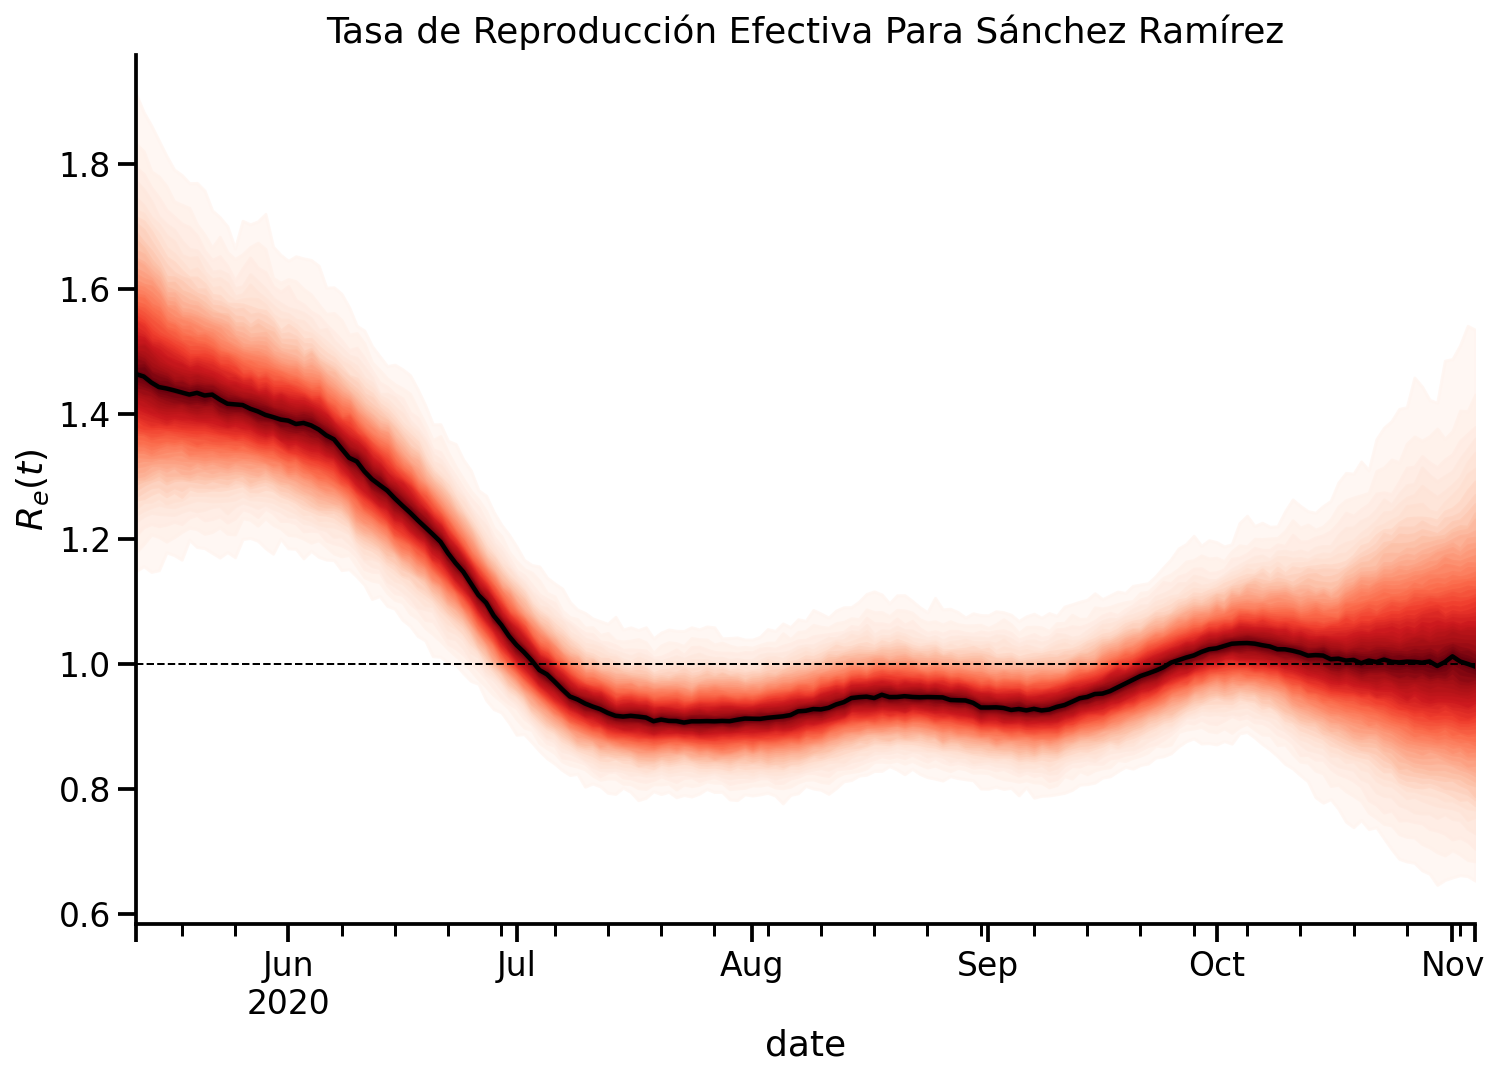 Tasa de Reproducción Efectiva Para Sánchez Ramírez
1.8
1.6
1.4
1.2
1.0
0.8
0.6
Rₑ(t)
Jun Jul Aug Sep Oct Nov
2020
date